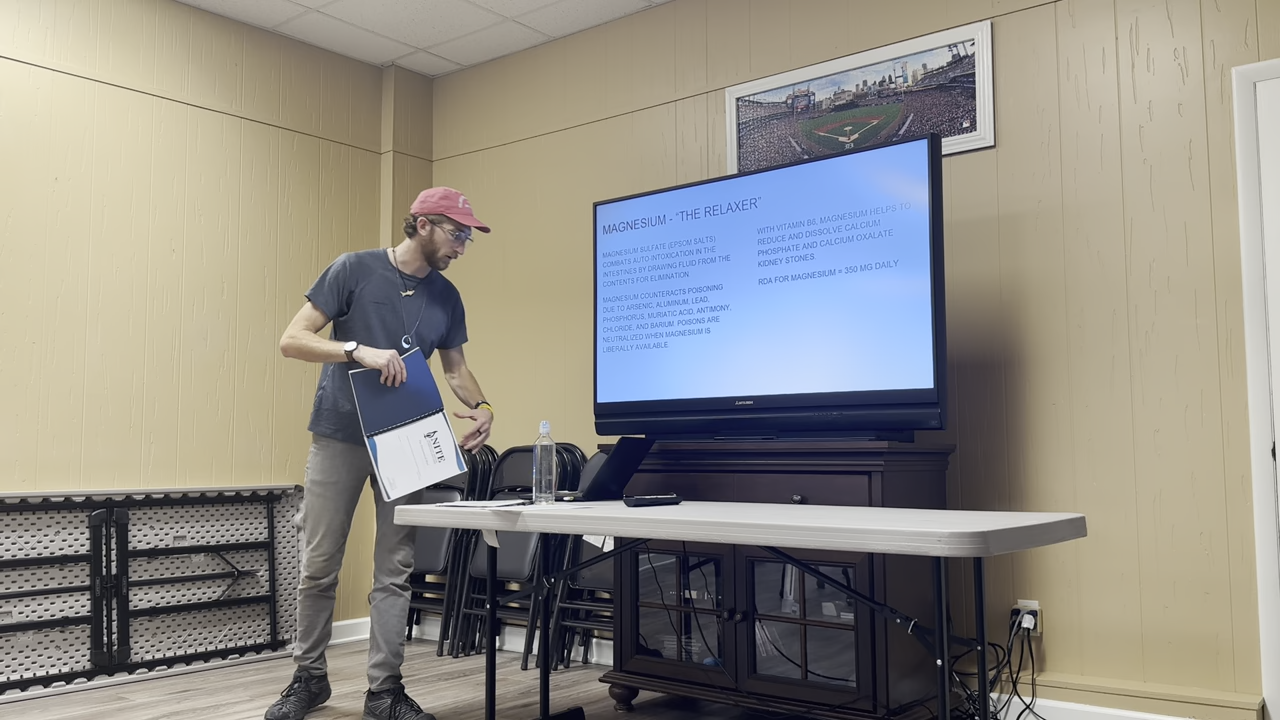 MAGNESIUM - "THE RELAXER"
MAGNESIUM SULFATE (EPSOM SALTS)
COMBATS AUTO-INTOXICATION IN THE
INTESTINES BY DRAWING FLUID FROM THE
CONTENTS FOR ELIMINATION.
MAGNESIUM COUNTERACTS POISONING
DUE TO ARSENIC, ALUMINUM, LEAD,
PHOSPHORUS, MURIATIC ACID, ANTIMONY,
CHLORIDE, AND BARIUM. POISONS ARE
NEUTRALIZED WHEN MAGNESIUM IS
LIBERALLY AVAILABLE
WITH VITAMIN B6, MAGNESIUM HELPS TO
REDUCE AND DISSOLVE CALCIUM
PHOSPHATE AND CALCIUM OXALATE
KIDNEY STONES.
RDA FOR MAGNESIUM = 350 MG DAILY
MITSUBISHI
NITE